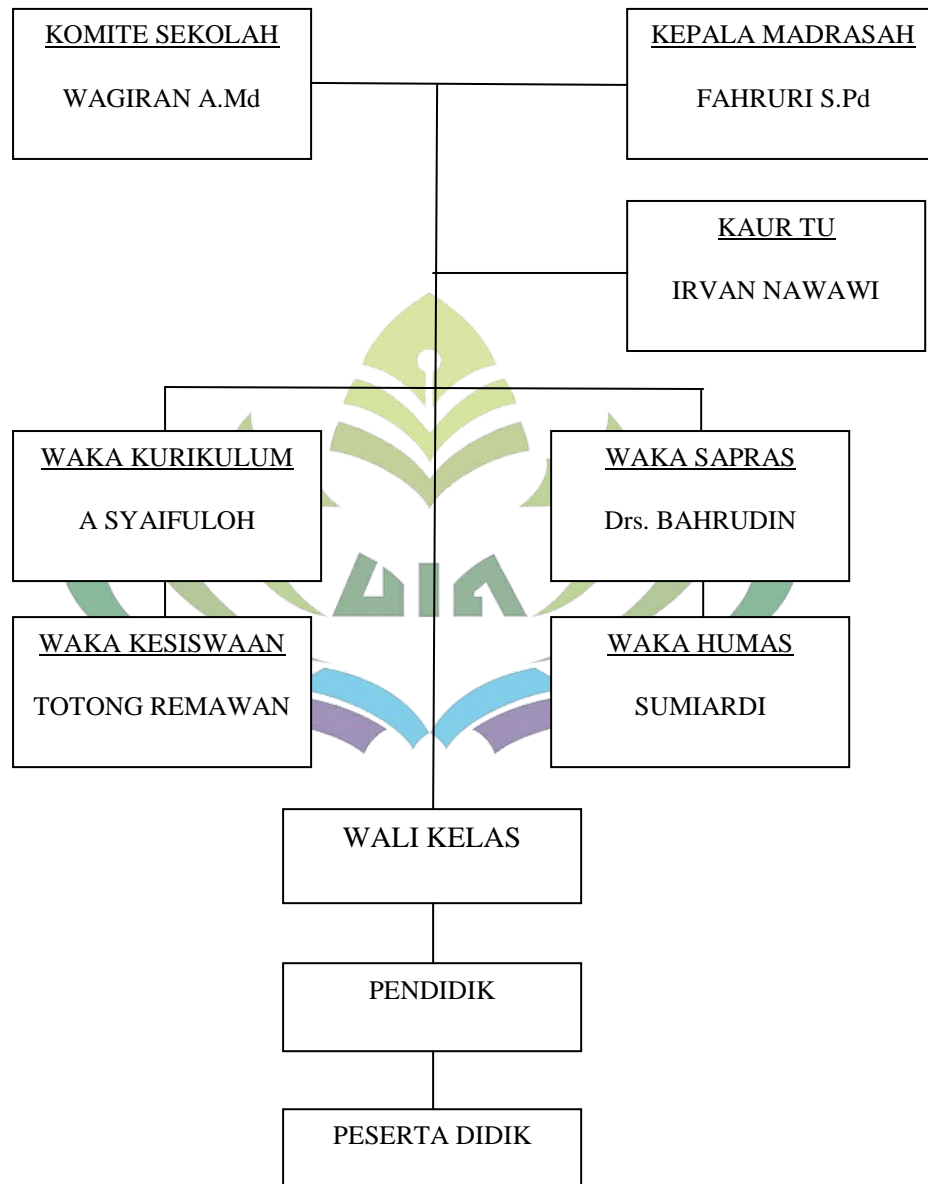 KOMITE SEKOLAH
WAGIRAN A.Md
KEPALA MADRASAH
FAHRURI S.Pd
KAUR TU
IRVAN NAWAWI
WAKA KURIKULUM
A SYAIFULOH
WAKA SAPRAS
Drs. BAHRUDIN
UIN
WAKA KESISWAAN
TOTONG REMAWAN
WAKA HUMAS
SUMIARDI
WALI KELAS
PENDIDIK
PESERTA DIDIK